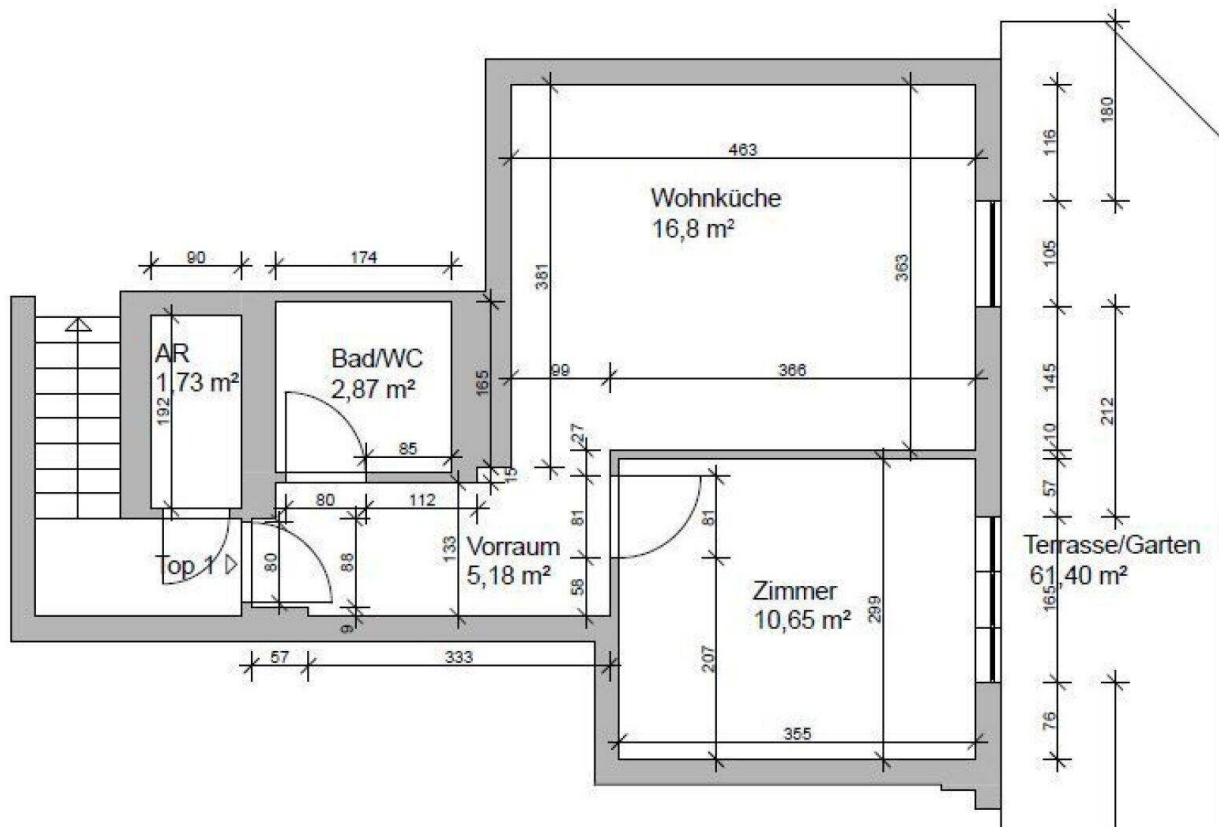 180
116
463
Wohnküche
16,8 m²
90
174
381
363
105
AR
1,73 m²
192
Bad/WC
2,87 m²
165
99
366
145
212
27
10
85
15
80
112
81
81
57
Top 1
80
88
133
Vorraum
5,18 m²
58
9
Zimmer
10,65 m²
299
Terrasse/Garten
61,40 m²
165
57
333
207
355
76